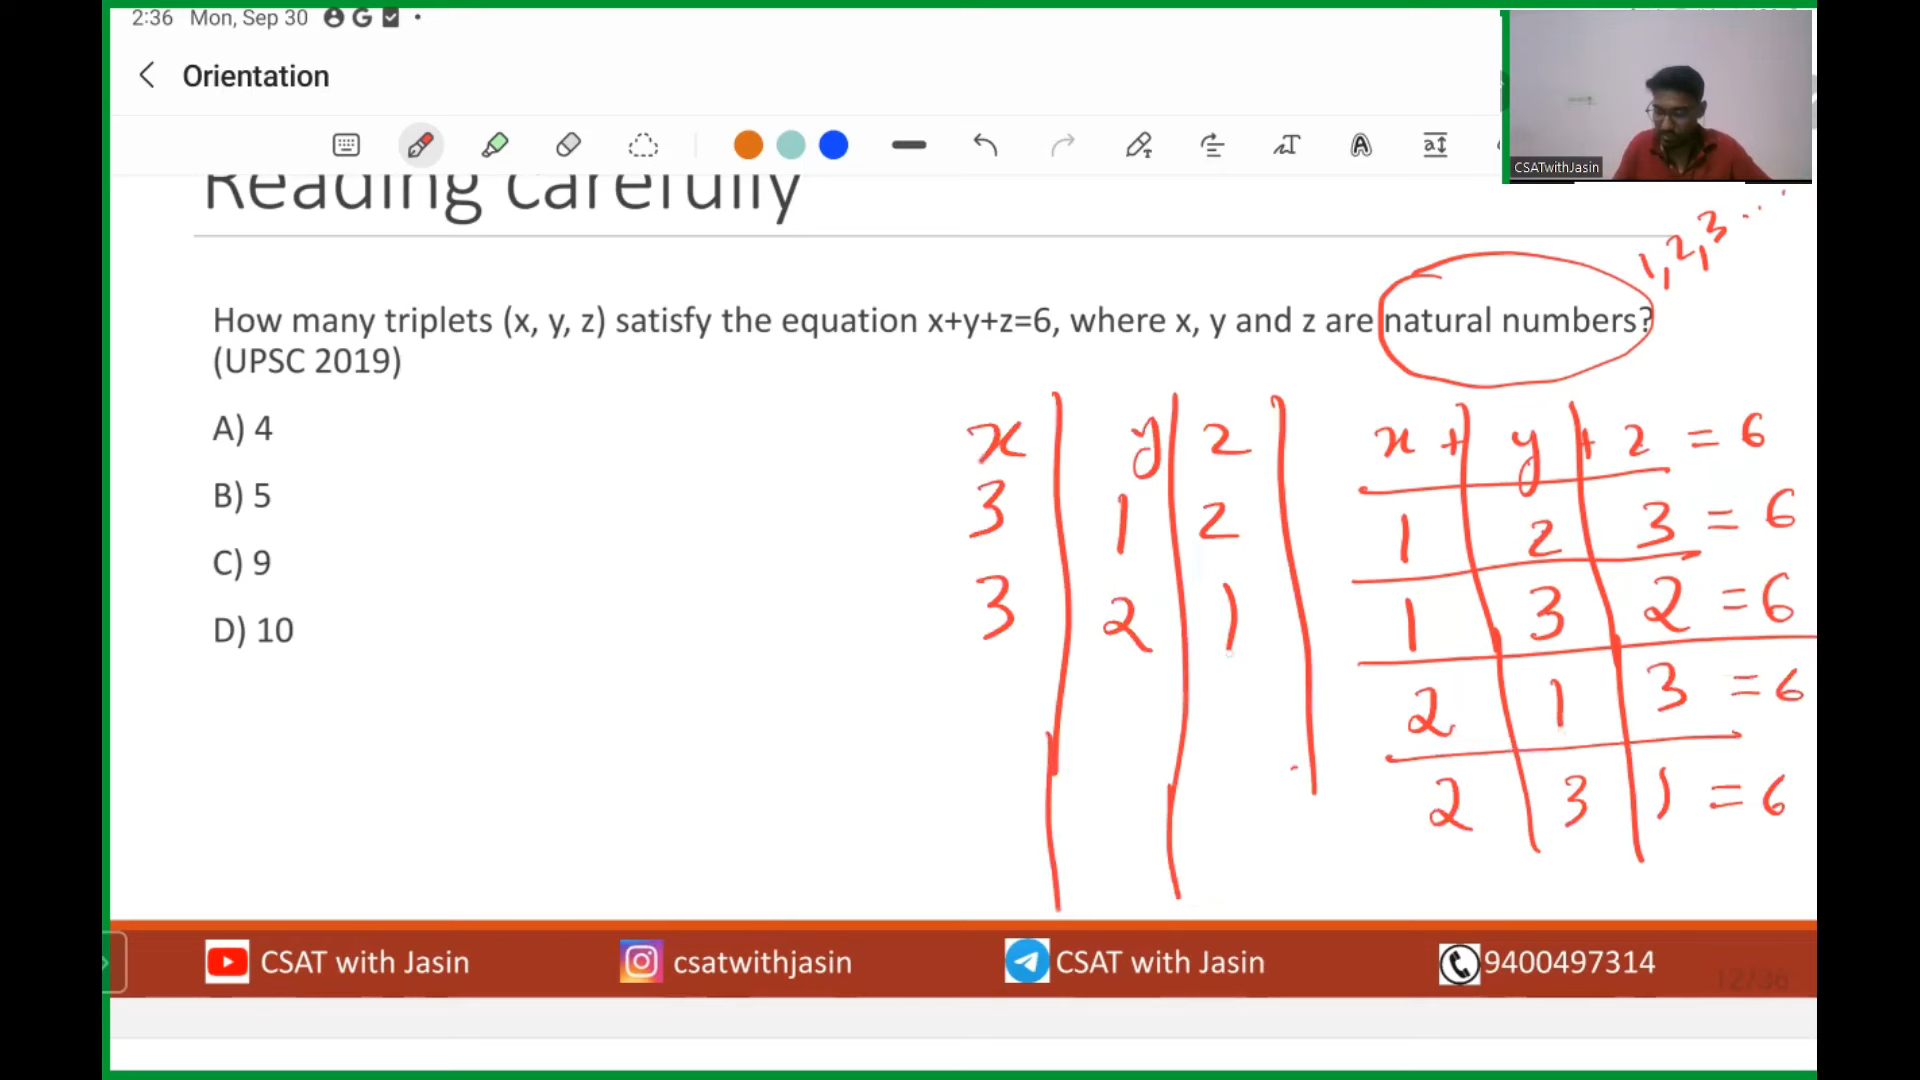 2:36 Mon, Sep 30
Orientation
CSATwithJasin
Reading carefully
1, 2, 3 ...
How many triplets (x, y, z) satisfy the equation x+y+z=6, where x, y and z are natural numbers?
(UPSC 2019)
A) 4
B) 5
C) 9
D) 10
x y z
3 1 2
3 2 1
x + y + z = 6
1 2 3 = 6
1 3 2 = 6
2 1 3 = 6
2 3 1 = 6
CSAT with Jasin csatwithjasin CSAT with Jasin 9400497314
12/36